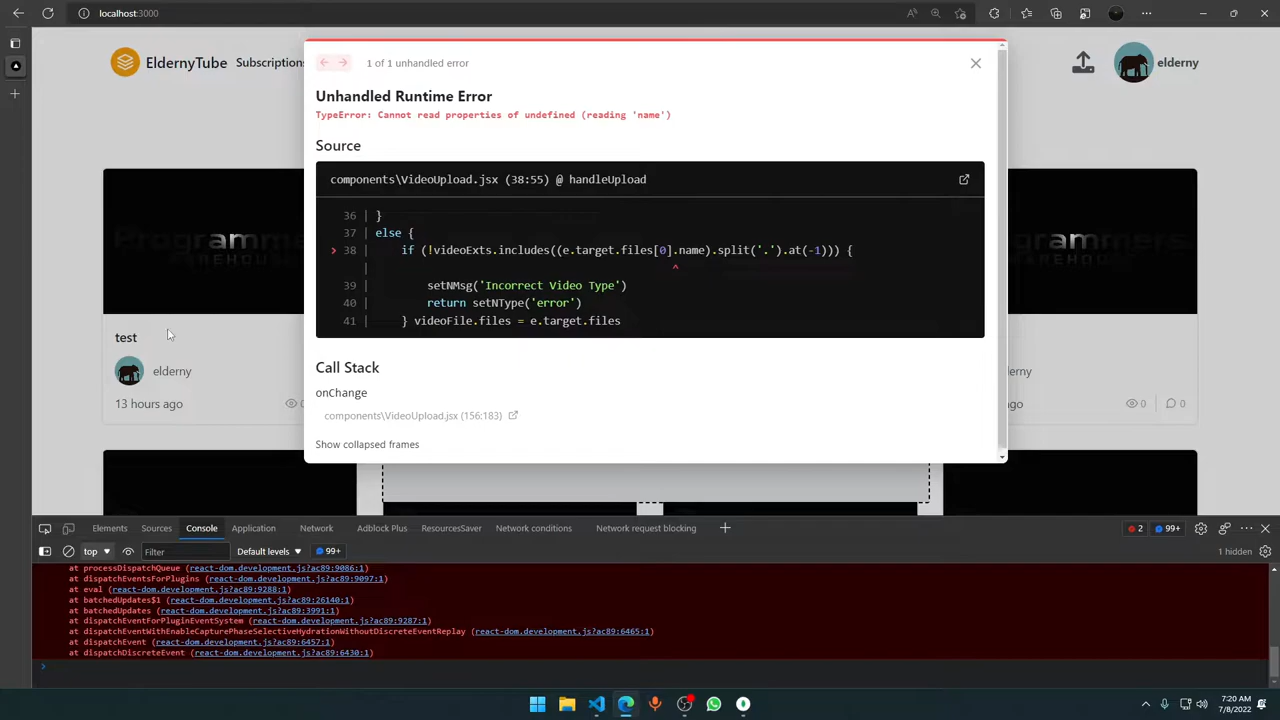 localhost:3000
EldernyTube
Subscriptions
elderny
1 of 1 unhandled error
Unhandled Runtime Error
TypeError: Cannot read properties of undefined (reading 'name')
Source
components\VideoUpload.jsx (38:55) @ handleUpload
36 | }
37 | else {
> 38 | if (!videoExts.includes((e.target.files[0].name).split('.').at(-1))) {
| ^
39 | setNMsg('Incorrect Video Type')
40 | return setNType('error')
41 | } videoFile.files = e.target.files
Call Stack
onChange
components\VideoUpload.jsx (156:183)
Show collapsed frames
test
elderny
13 hours ago
0
0
Elements Sources Console Application Network Adblock Plus ResourcesSaver Network conditions Network request blocking
2 99+
top Filter Default levels 99+ 1 hidden
at processDispatchQueue (react-dom.development.js?ac89:9086:1)
at dispatchEventsForPlugins (react-dom.development.js?ac89:9097:1)
at eval (react-dom.development.js?ac89:9288:1)
at batchedUpdates$1 (react-dom.development.js?ac89:26140:1)
at batchedUpdates (react-dom.development.js?ac89:3991:1)
at dispatchEventForPluginEventSystem (react-dom.development.js?ac89:9287:1)
at dispatchEventWithEnableCapturePhaseSelectiveHydrationWithoutDiscreteEventReplay (react-dom.development.js?ac89:6465:1)
at dispatchEvent (react-dom.development.js?ac89:6457:1)
at dispatchDiscreteEvent (react-dom.development.js?ac89:6430:1)
7:20 AM
7/8/2022